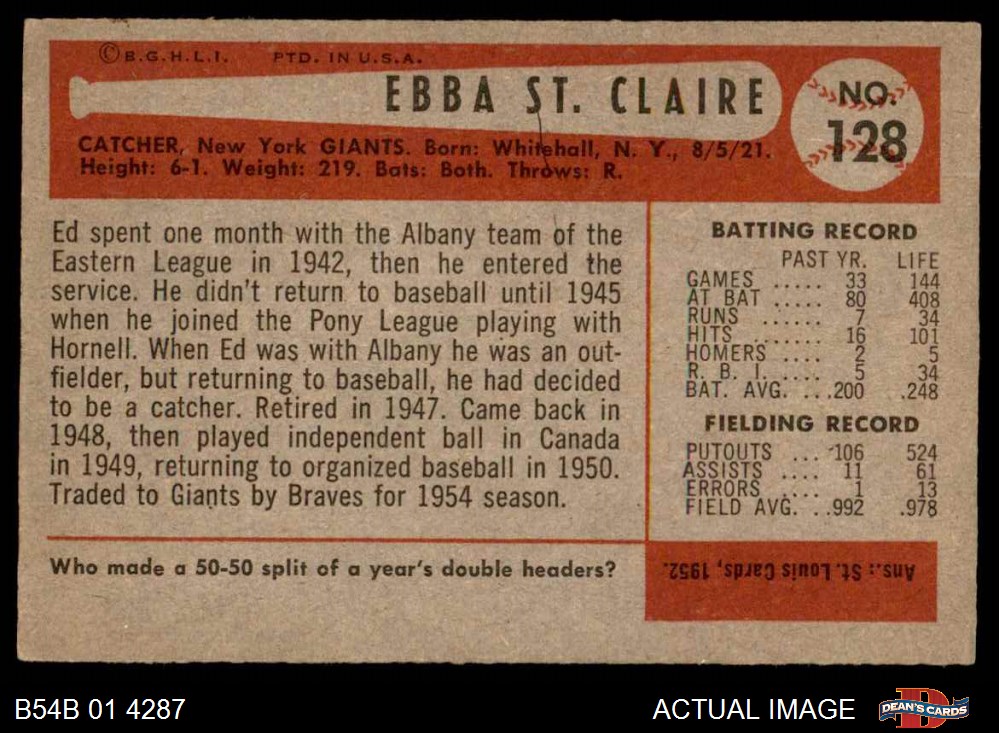 ©B.G.H.L.I. PTD. IN U.S.A.
EBBA ST. CLAIRE
NO. 128
CATCHER, New York GIANTS. Born: Whitehall, N. Y., 8/5/21.
Height: 6-1. Weight: 219. Bats: Both. Throws: R.
Ed spent one month with the Albany team of the
Eastern League in 1942, then he entered the
service. He didn't return to baseball until 1945
when he joined the Pony League playing with
Hornell. When Ed was with Albany he was an out-
fielder, but returning to baseball, he had decided
to be a catcher. Retired in 1947. Came back in
1948, then played independent ball in Canada
in 1949, returning to organized baseball in 1950.
Traded to Giants by Braves for 1954 season.
BATTING RECORD
PAST YR. LIFE
GAMES ..... 33 144
AT BAT ..... 80 408
RUNS ...... 7 34
HITS ....... 16 101
HOMERS .... 2 5
R. B. I. .... 5 34
BAT. AVG. ...200 .248
FIELDING RECORD
PUTOUTS ... 106 524
ASSISTS .... 11 61
ERRORS .... 1 13
FIELD AVG. ..992 .978
Who made a 50-50 split of a year's double headers?
Ans.: St. Louis Cards, 1952.
B54B 01 4287
ACTUAL IMAGE
D
DEAN'S CARDS